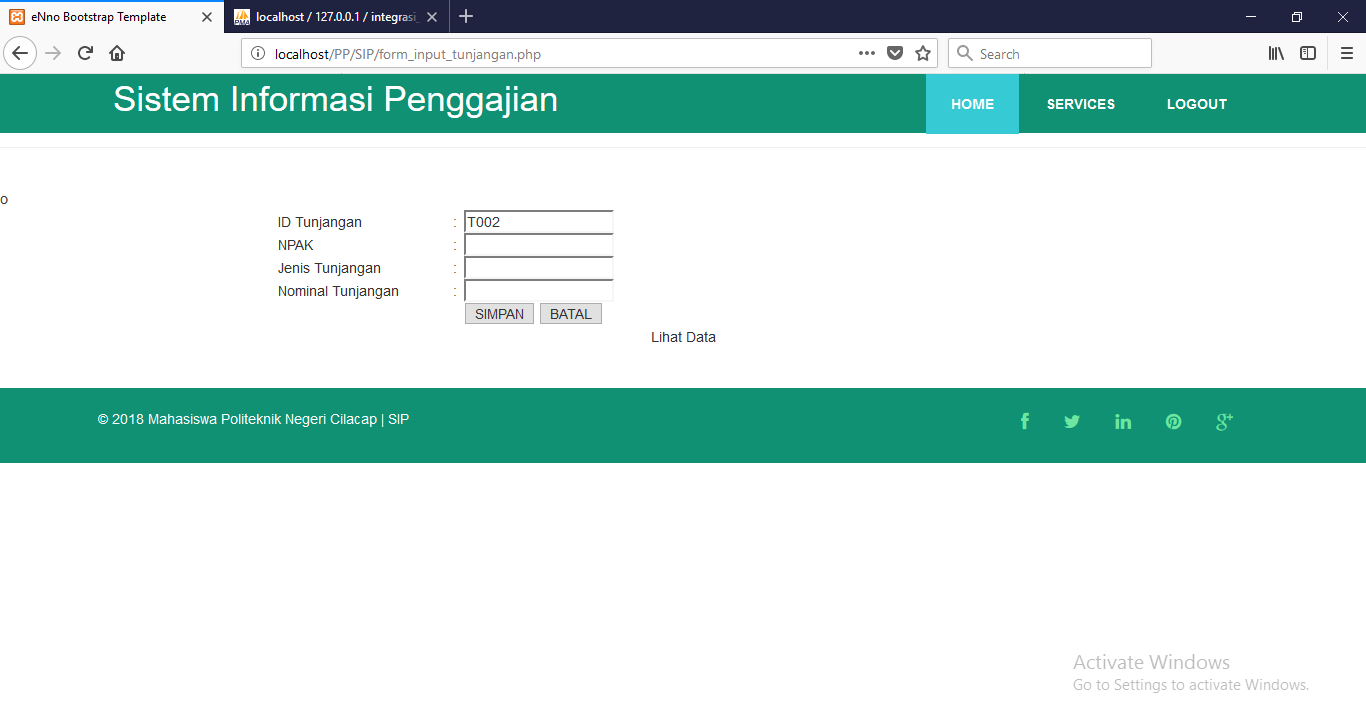 eNno Bootstrap Template
localhost / 127.0.0.1 / integrasi_
localhost/PP/SIP/form_input_tunjangan.php
Search
Sistem Informasi Penggajian
HOME SERVICES LOGOUT
o
ID Tunjangan : T002
NPAK :
Jenis Tunjangan :
Nominal Tunjangan :
SIMPAN BATAL
Lihat Data
© 2018 Mahasiswa Politeknik Negeri Cilacap | SIP
Activate Windows
Go to Settings to activate Windows.